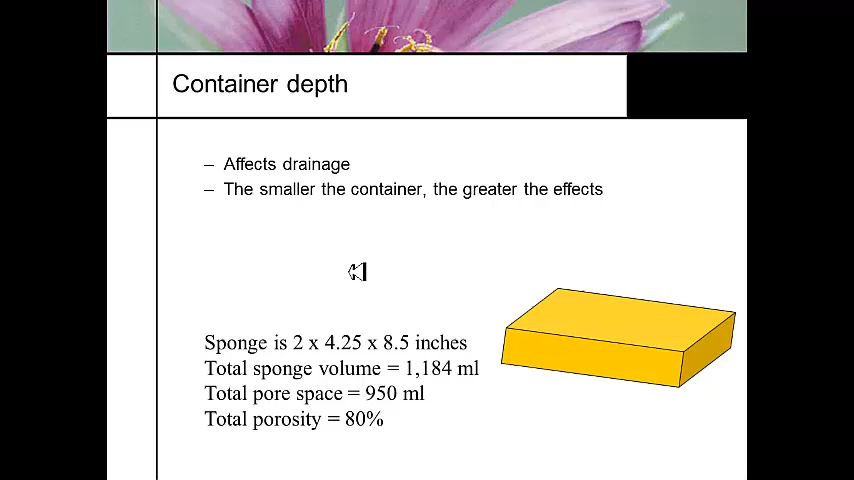 Container depth
– Affects drainage
– The smaller the container, the greater the effects
Sponge is 2 x 4.25 x 8.5 inches
Total sponge volume = 1,184 ml
Total pore space = 950 ml
Total porosity = 80%